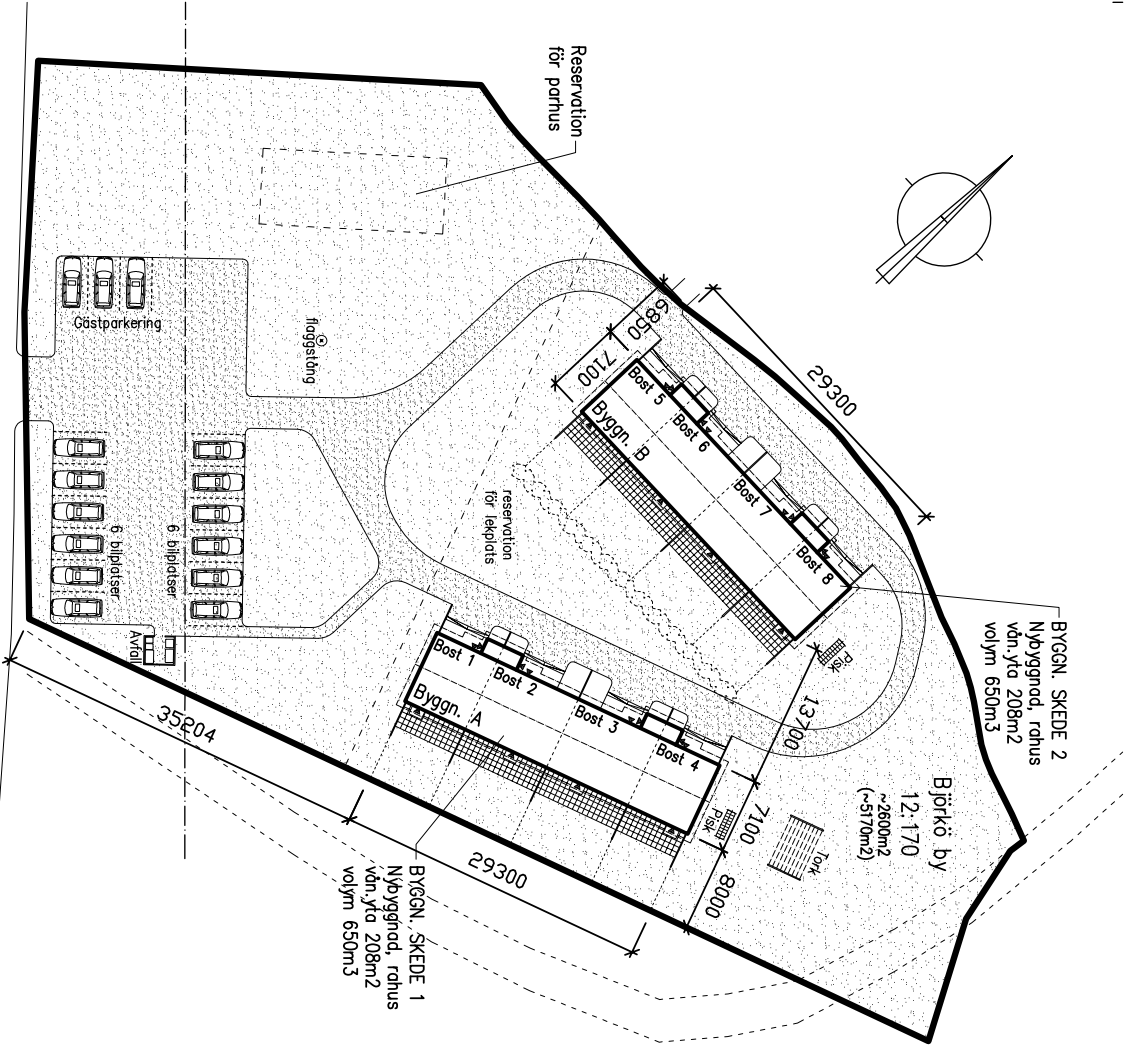 Reservation
för parhus
29300
6850
7100
Bost 5
Bost 6
Bost 7
Bost 8
Byggn. B
Gästparkering
flaggstång
reservation
för lekplats
6 bilplatser
6 bilplatser
Avfall
BYGGN. SKEDE 2
Nybyggnad, rahus
vån.yta 208m2
volym 650m3
Pisk
13700
Bost 1
Bost 2
Bost 3
Bost 4
Byggn. A
Pisk
7100
8000
Tork
Björkö by
12:170
~2600m2
(~5170m2)
35204
29300
BYGGN. SKEDE 1
Nybyggnad, rahus
vån.yta 208m2
volym 650m3